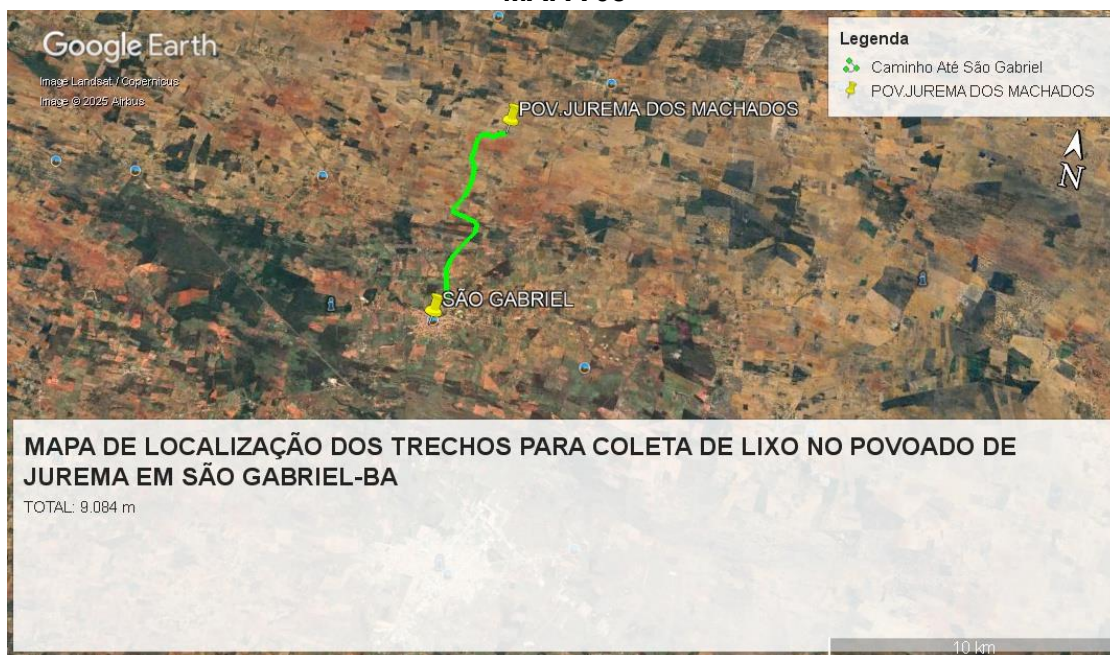 Google Earth
Image Landsat / Copernicus
Image © 2025 Airbus
Legenda
Caminho Até São Gabriel
POV.JUREMA DOS MACHADOS
N
POV.JUREMA DOS MACHADOS
SÃO GABRIEL
MAPA DE LOCALIZAÇÃO DOS TRECHOS PARA COLETA DE LIXO NO POVOADO DE
JUREMA EM SÃO GABRIEL-BA
TOTAL: 9.084 m
10 km